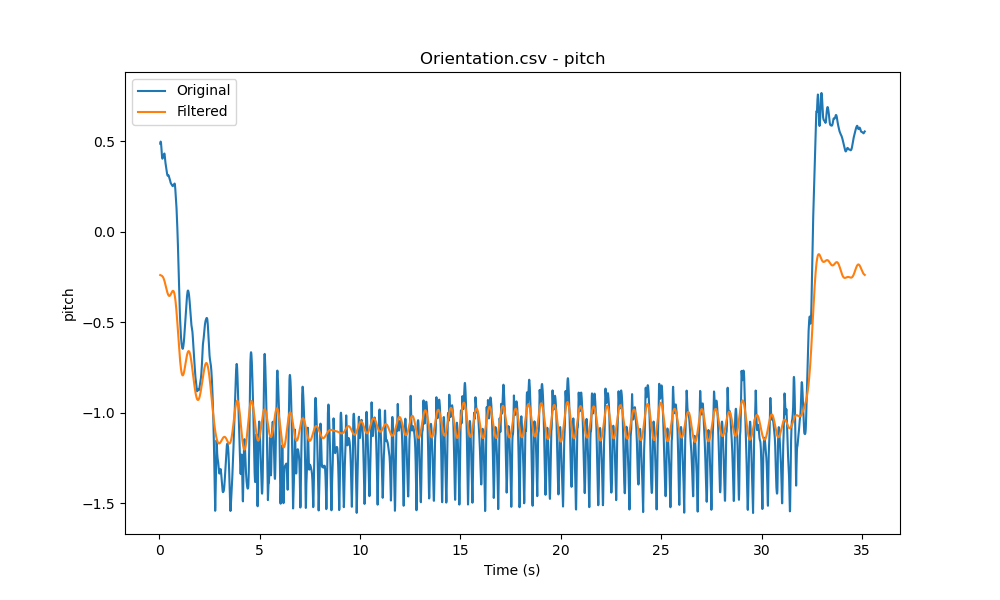 Orientation.csv - pitch
Original
Filtered
pitch
0.5
0.0
−0.5
−1.0
−1.5
0 5 10 15 20 25 30 35
Time (s)